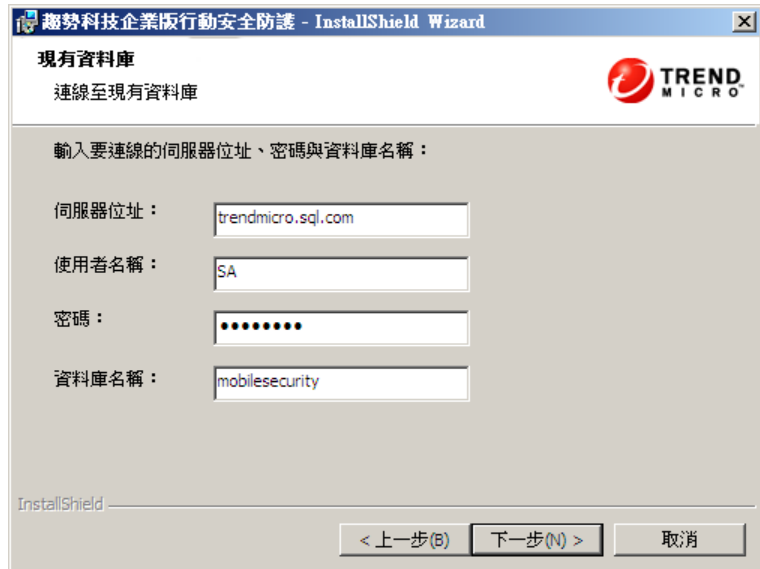 趨勢科技企業版行動安全防護 - InstallShield Wizard
現有資料庫
連線至現有資料庫
TREND
MICRO™
輸入要連線的伺服器位址、密碼與資料庫名稱：
伺服器位址：
trendmicro.sql.com
使用者名稱：
SA
密碼：
••••••••
資料庫名稱：
mobilesecurity
InstallShield
< 上一步(B)
下一步(N) >
取消